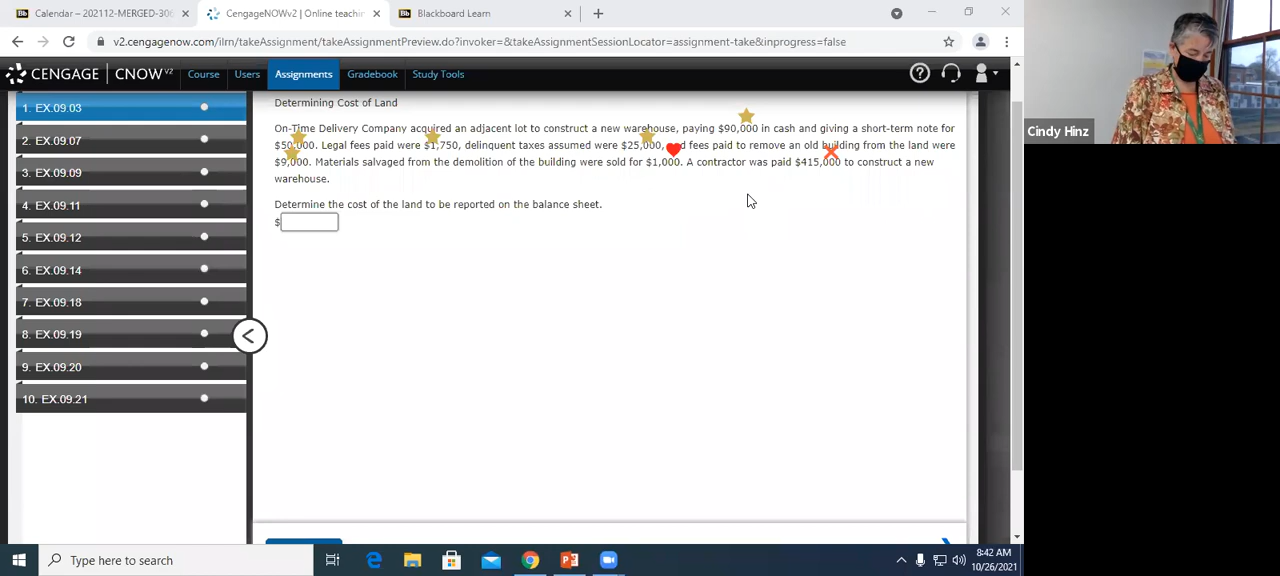 Calendar – 202112-MERGED-306
CengageNOWv2 | Online teachin
Blackboard Learn
v2.cengagenow.com/ilrn/takeAssignment/takeAssignmentPreview.do?invoker=&takeAssignmentSessionLocator=assignment-take&inprogress=false
CENGAGE | CNOWv2 Course Users Assignments Gradebook Study Tools
1. EX.09.03
2. EX.09.07
3. EX.09.09
4. EX.09.11
5. EX.09.12
6. EX.09.14
7. EX.09.18
8. EX.09.19
9. EX.09.20
10. EX.09.21
Determining Cost of Land
On-Time Delivery Company acquired an adjacent lot to construct a new warehouse, paying $90,000 in cash and giving a short-term note for
$50,000. Legal fees paid were $1,750, delinquent taxes assumed were $25,000, and fees paid to remove an old building from the land were
$9,000. Materials salvaged from the demolition of the building were sold for $1,000. A contractor was paid $415,000 to construct a new
warehouse.
Determine the cost of the land to be reported on the balance sheet.
$
Cindy Hinz
Type here to search
8:42 AM
10/26/2021